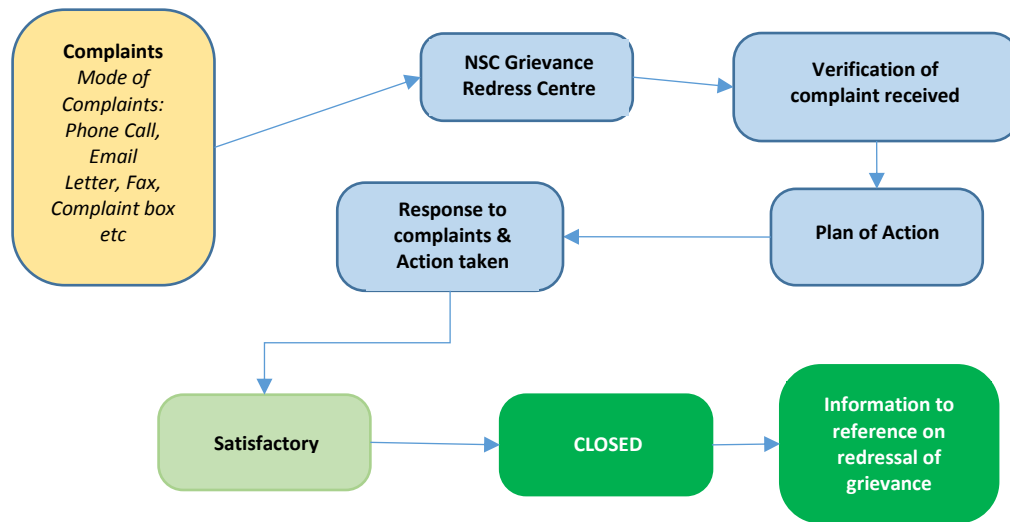 Complaints
Mode of
Complaints:
Phone Call,
Email
Letter, Fax,
Complaint box
etc
NSC Grievance
Redress Centre
Verification of
complaint received
Plan of Action
Response to
complaints &
Action taken
Satisfactory
CLOSED
Information to
reference on
redressal of
grievance